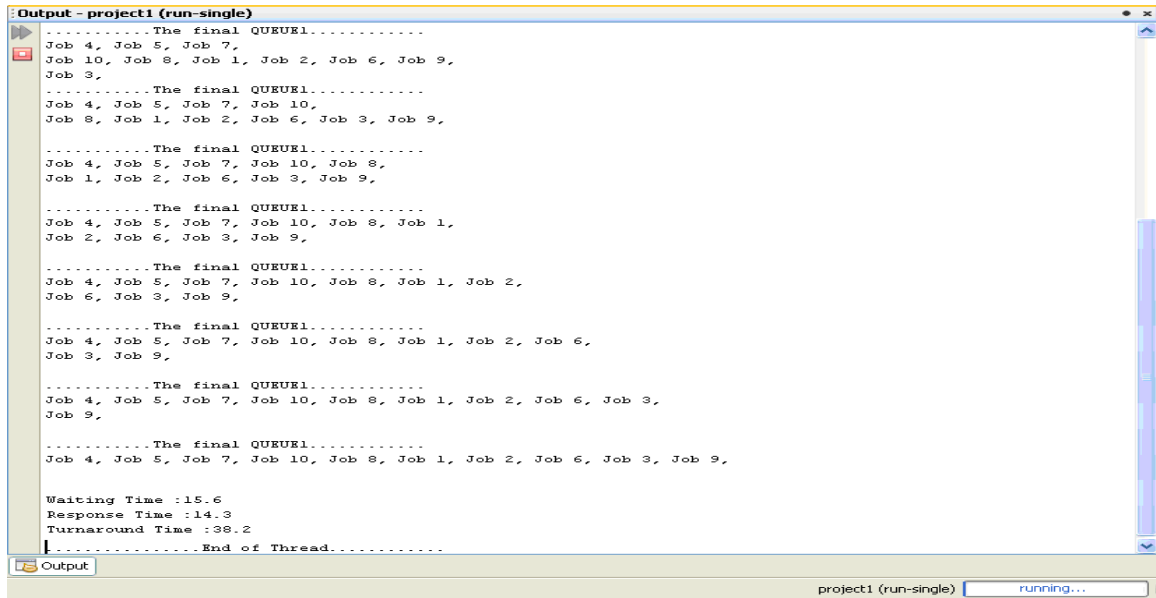 Output - project1 (run-single)
...........The final QUEUE1............
Job 4, Job 5, Job 7,
Job 10, Job 8, Job 1, Job 2, Job 6, Job 9,
Job 3,
...........The final QUEUE1............
Job 4, Job 5, Job 7, Job 10,
Job 8, Job 1, Job 2, Job 6, Job 3, Job 9,
...........The final QUEUE1............
Job 4, Job 5, Job 7, Job 10, Job 8,
Job 1, Job 2, Job 6, Job 3, Job 9,
...........The final QUEUE1............
Job 4, Job 5, Job 7, Job 10, Job 8, Job 1,
Job 2, Job 6, Job 3, Job 9,
...........The final QUEUE1............
Job 4, Job 5, Job 7, Job 10, Job 8, Job 1, Job 2,
Job 6, Job 3, Job 9,
...........The final QUEUE1............
Job 4, Job 5, Job 7, Job 10, Job 8, Job 1, Job 2, Job 6,
Job 3, Job 9,
...........The final QUEUE1............
Job 4, Job 5, Job 7, Job 10, Job 8, Job 1, Job 2, Job 6, Job 3,
Job 9,
...........The final QUEUE1............
Job 4, Job 5, Job 7, Job 10, Job 8, Job 1, Job 2, Job 6, Job 3, Job 9,
Waiting Time :15.6
Response Time :14.3
Turnaround Time :38.2
................End of Thread............
Output
project1 (run-single) running...